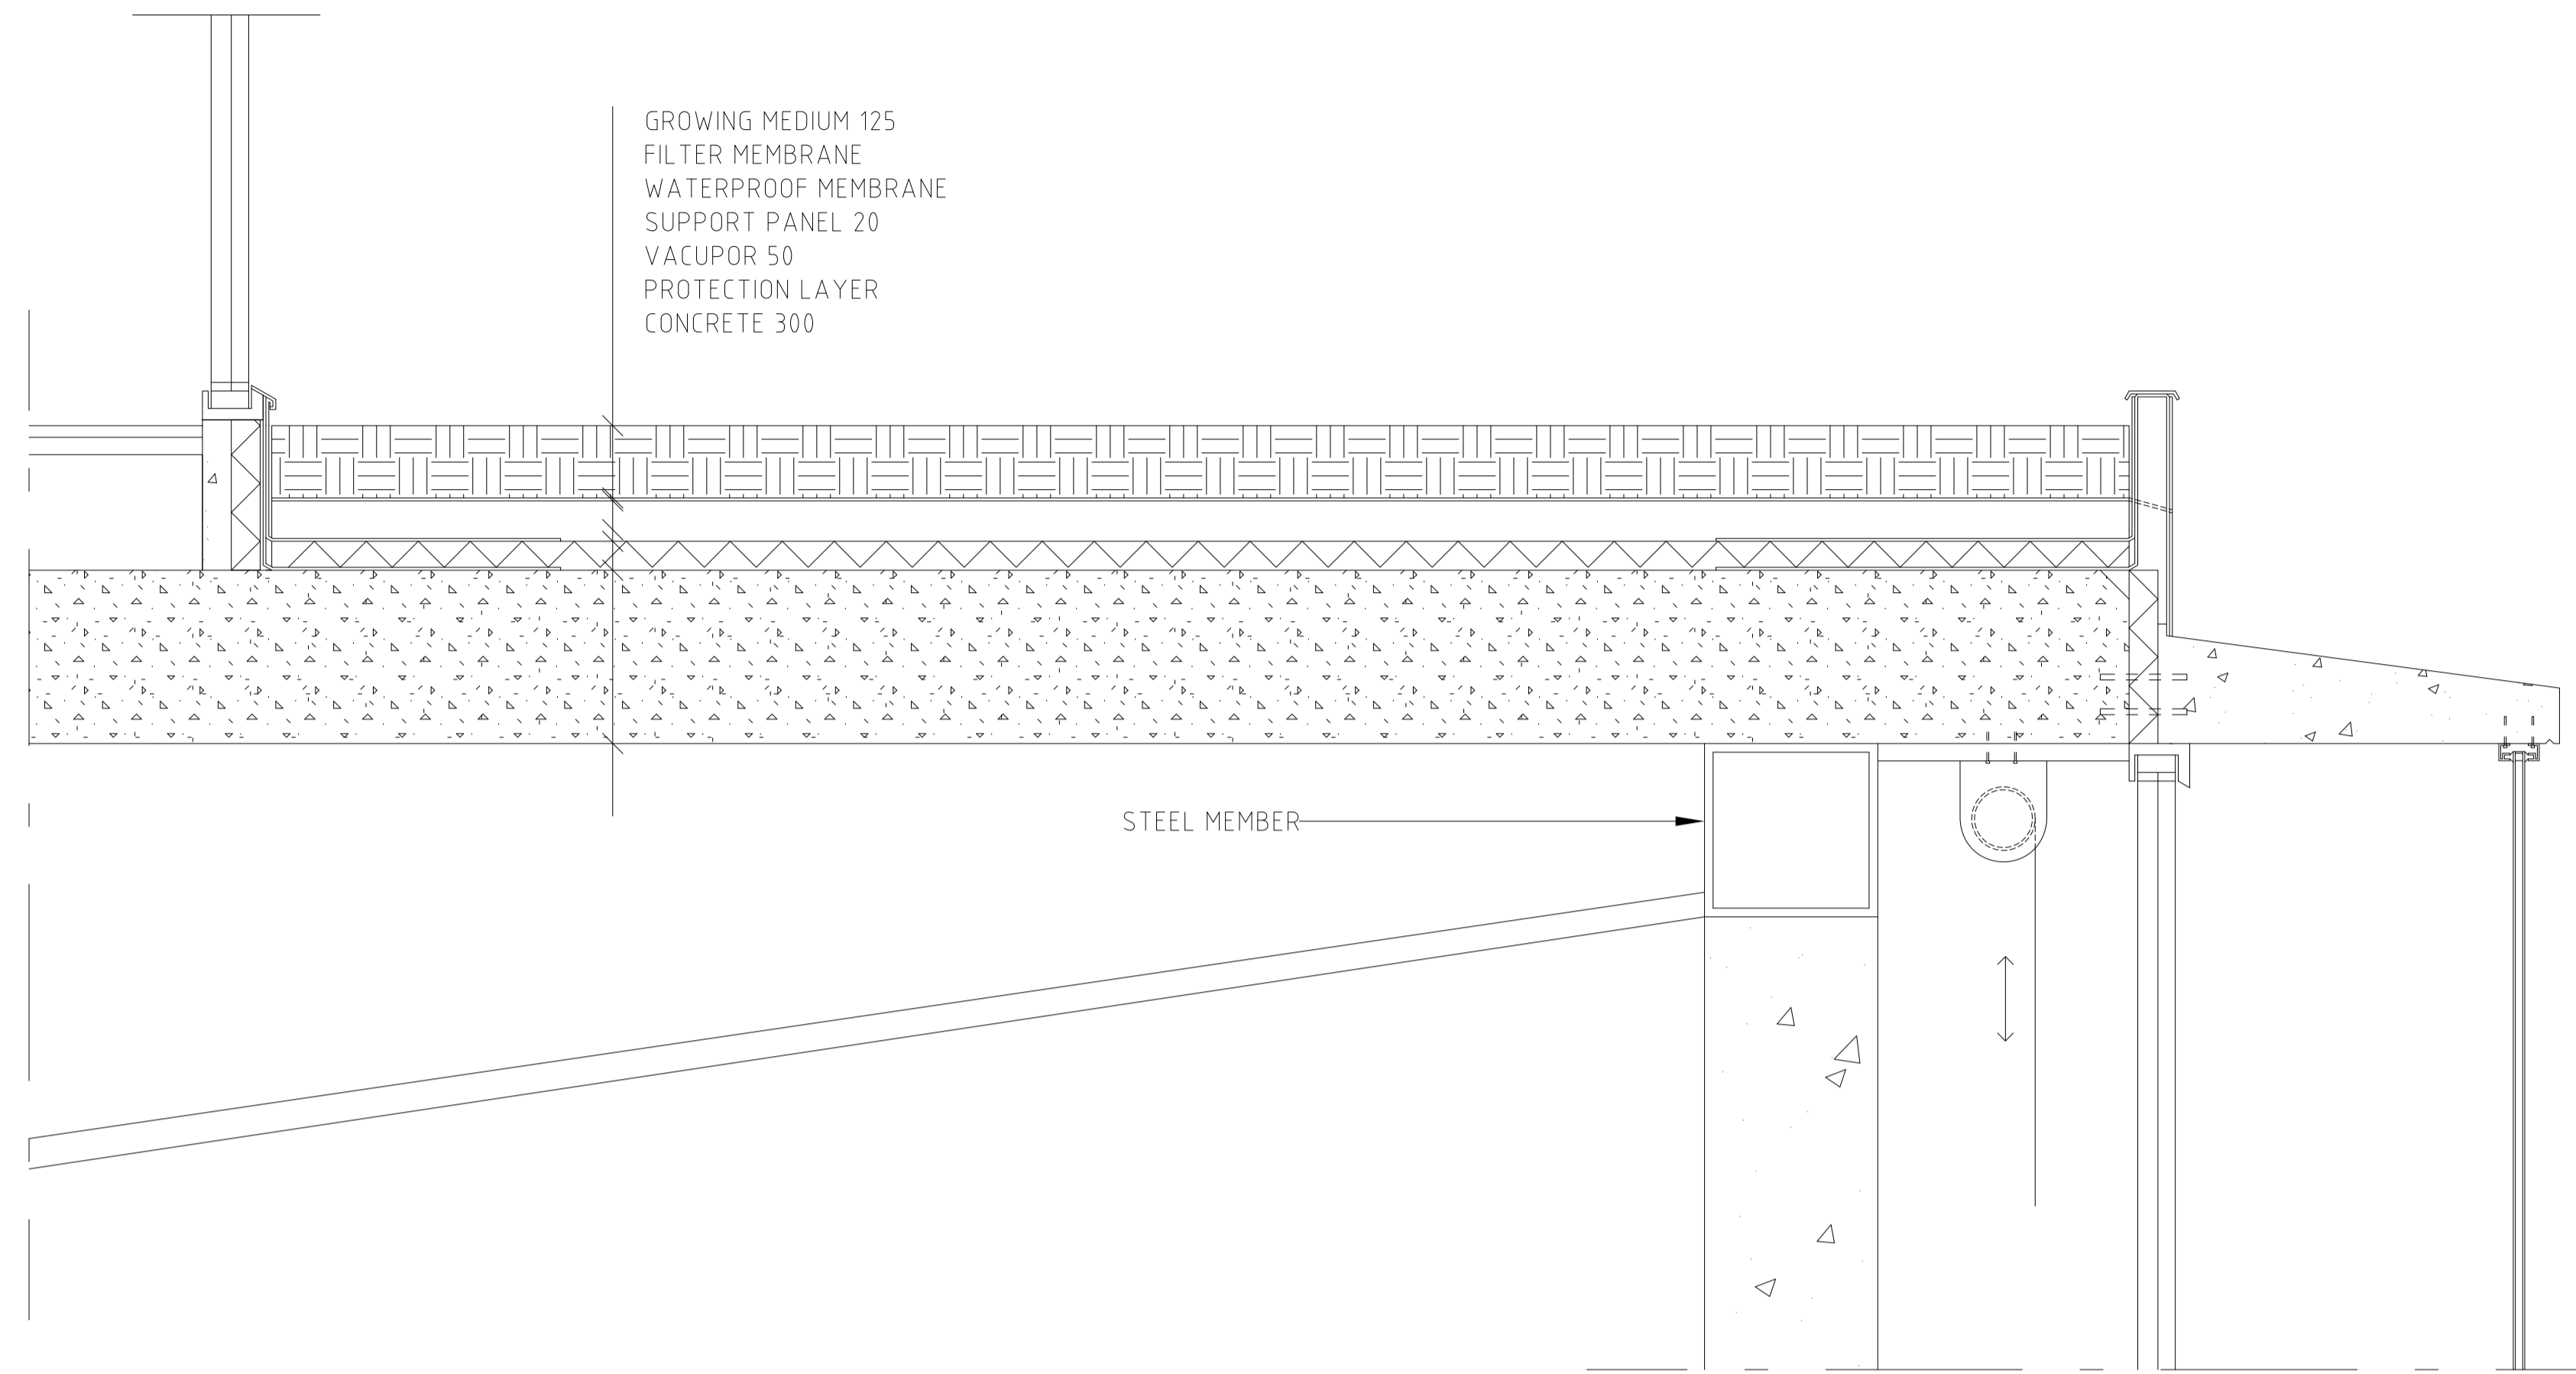 GROWING MEDIUM 125
FILTER MEMBRANE
WATERPROOF MEMBRANE
SUPPORT PANEL 20
VACUPOR 50
PROTECTION LAYER
CONCRETE 300
STEEL MEMBER